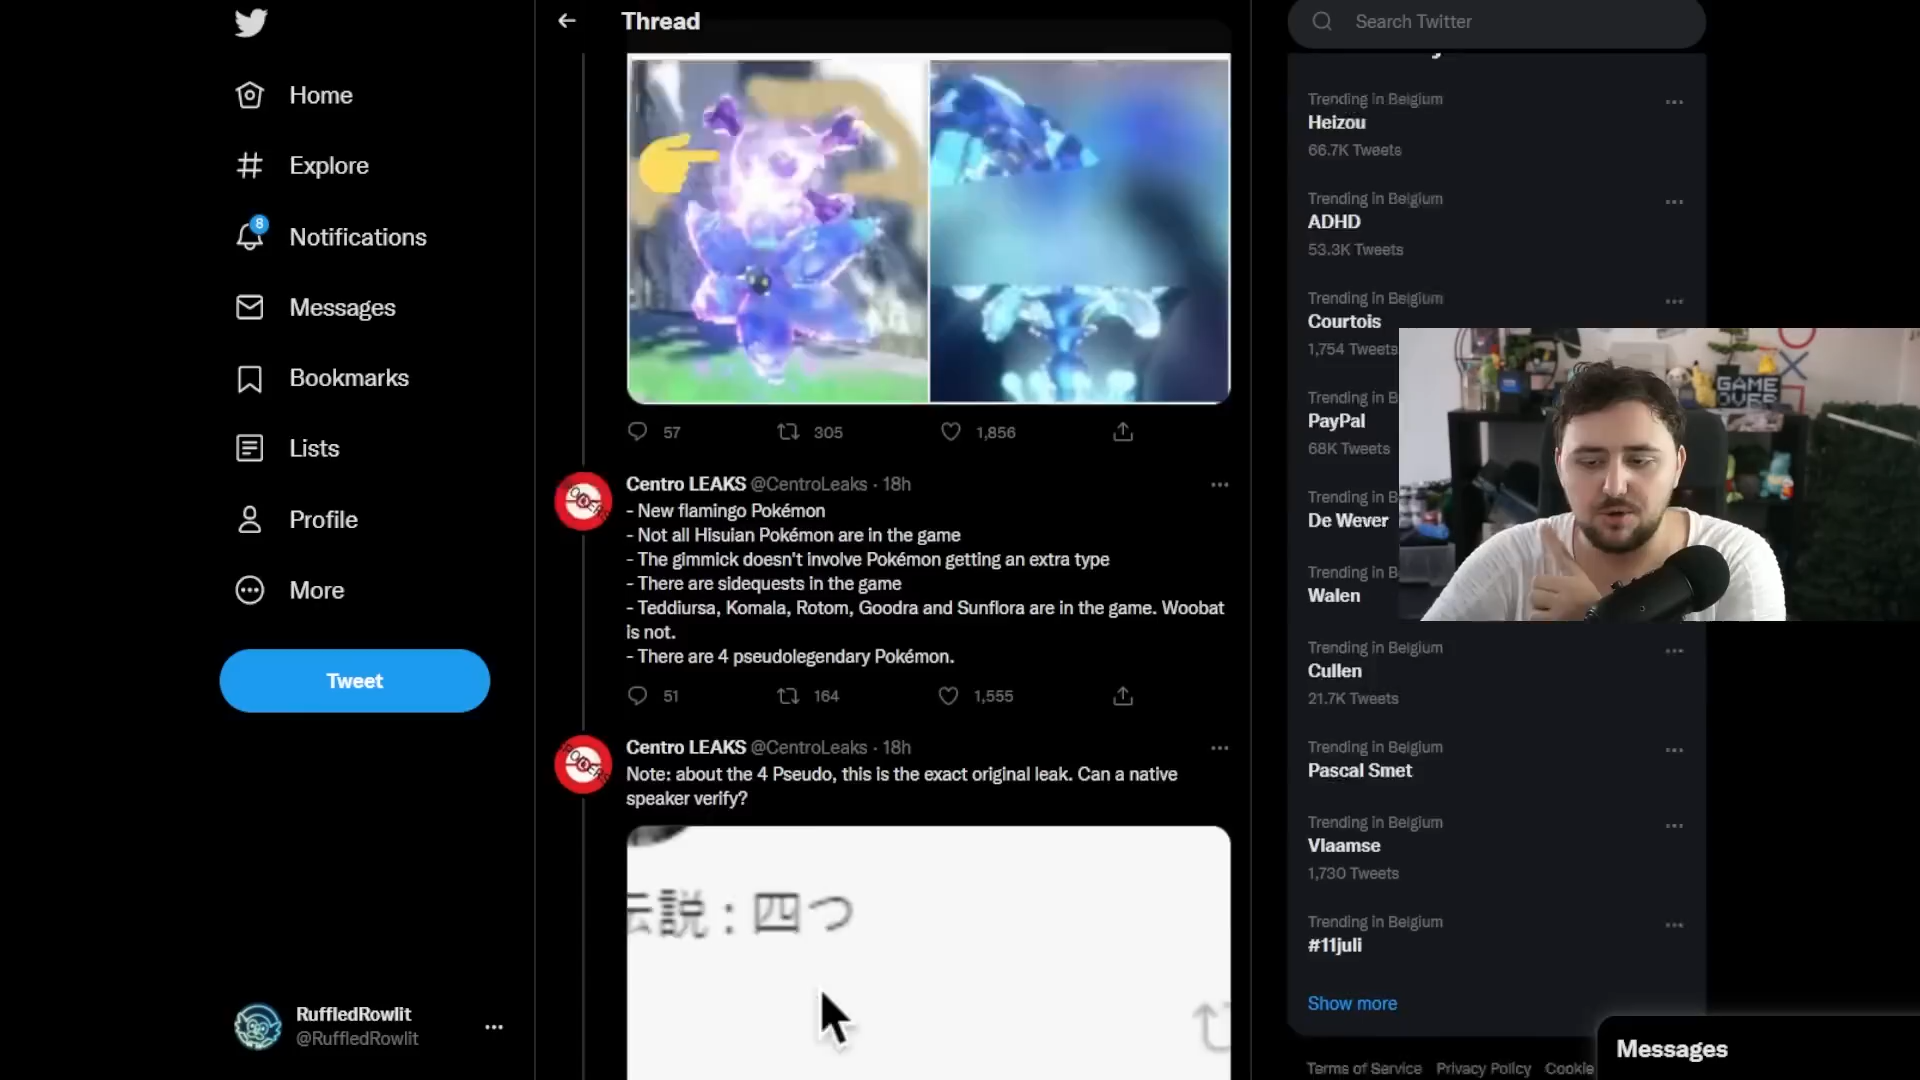 Home
Explore
8
Notifications
Messages
Bookmarks
Lists
Profile
More
Tweet
RuffledRowlit
@RuffledRowlit
Thread
57
305
1,856
Centro LEAKS @CentroLeaks · 18h
- New flamingo Pokémon
- Not all Hisuian Pokémon are in the game
- The gimmick doesn't involve Pokémon getting an extra type
- There are sidequests in the game
- Teddiursa, Komala, Rotom, Goodra and Sunflora are in the game. Woobat
is not.
- There are 4 pseudolegendary Pokémon.
51
164
1,555
Centro LEAKS @CentroLeaks · 18h
Note: about the 4 Pseudo, this is the exact original leak. Can a native
speaker verify?
伝説 : 四つ
Search Twitter
Trending in Belgium
Heizou
66.7K Tweets
Trending in Belgium
ADHD
53.3K Tweets
Trending in Belgium
Courtois
1,754 Tweets
Trending in B
PayPal
68K Tweets
Trending in B
De Wever
Trending in B
Walen
Trending in Belgium
Cullen
21.7K Tweets
Trending in Belgium
Pascal Smet
Trending in Belgium
Vlaamse
1,730 Tweets
Trending in Belgium
#11juli
Show more
Terms of Service Privacy Policy Cookie
Messages
GAME
OVER